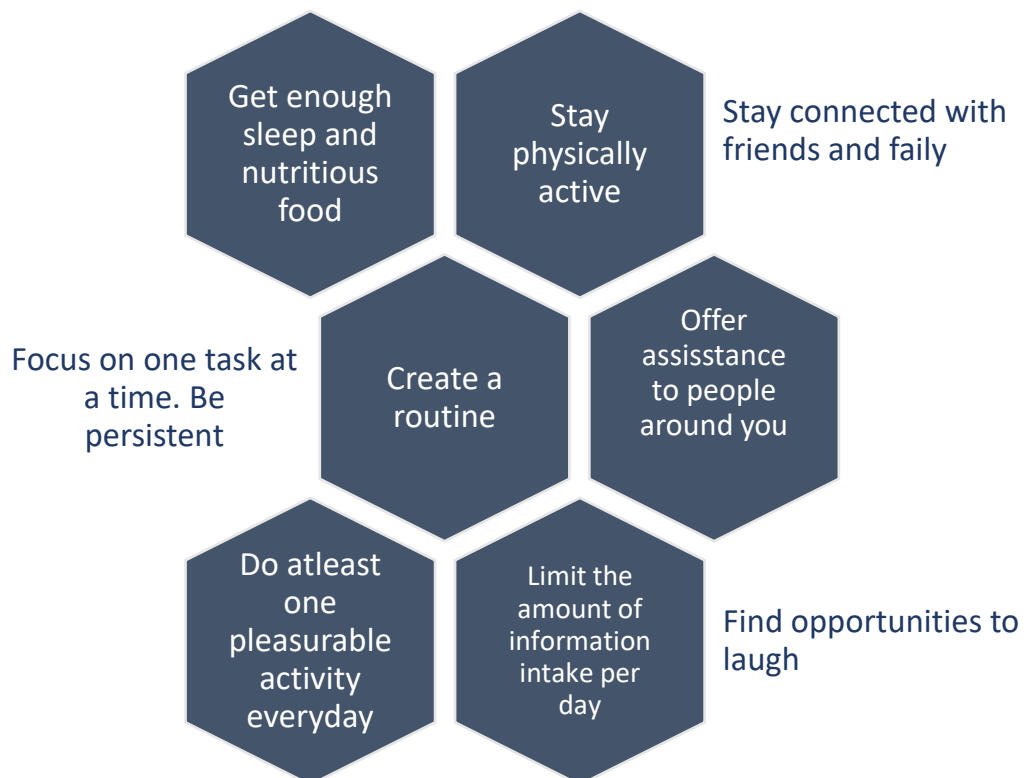 Get enough
sleep and
nutritious
food
Stay
physically
active
Stay connected with
friends and faily
Focus on one task at
a time. Be
persistent
Create a
routine
Offer
assisstance
to people
around you
Do atleast
one
pleasurable
activity
everyday
Limit the
amount of
information
intake per
day
Find opportunities to
laugh